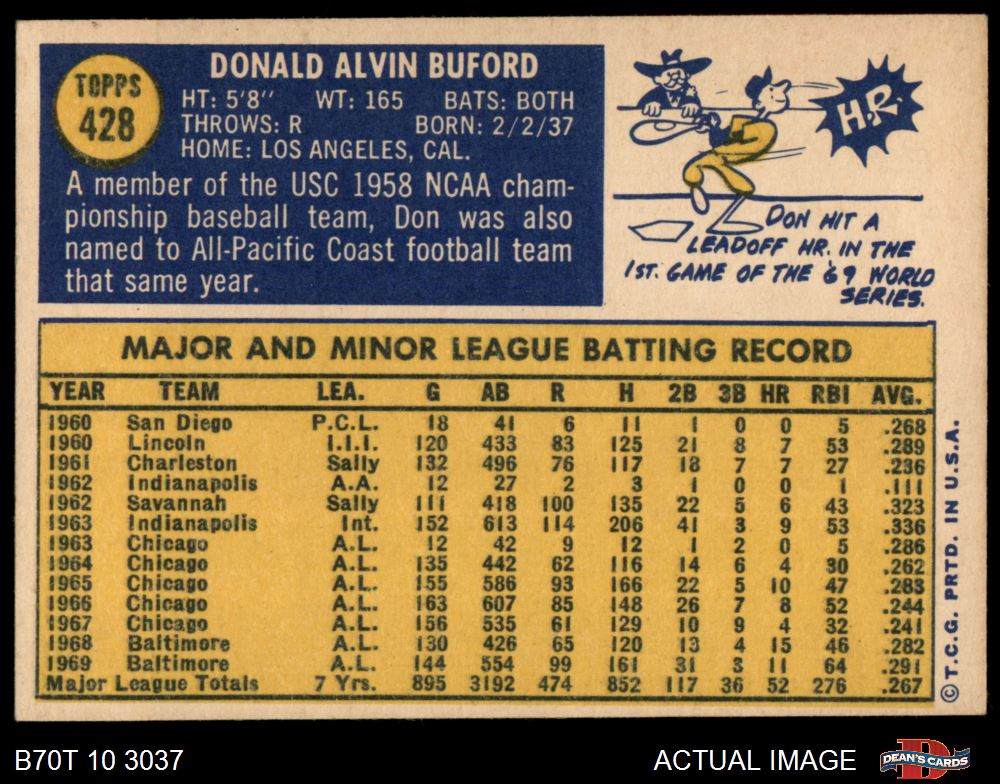 TOPPS
428
DONALD ALVIN BUFORD
HT: 5'8" WT: 165 BATS: BOTH
THROWS: R BORN: 2/2/37
HOME: LOS ANGELES, CAL.
A member of the USC 1958 NCAA cham-
pionship baseball team, Don was also
named to All-Pacific Coast football team
that same year.
H.R.
DON HIT A
LEADOFF HR. IN THE
1ST. GAME OF THE '69 WORLD
SERIES.
MAJOR AND MINOR LEAGUE BATTING RECORD
YEAR TEAM LEA. G AB R H 2B 3B HR RBI AVG.
1960 San Diego P.C.L. 18 41 6 11 1 0 0 5 .268
1960 Lincoln I.I.I. 120 433 83 125 21 8 7 53 .289
1961 Charleston Sally 132 496 76 117 18 7 7 27 .236
1962 Indianapolis A.A. 12 27 2 3 1 0 0 1 .111
1962 Savannah Sally 111 418 100 135 22 5 6 43 .323
1963 Indianapolis Int. 152 613 114 206 41 3 9 53 .336
1963 Chicago A.L. 12 42 9 12 1 2 0 5 .286
1964 Chicago A.L. 135 442 62 116 14 6 4 30 .262
1965 Chicago A.L. 155 586 93 166 22 5 10 47 .283
1966 Chicago A.L. 163 607 85 148 26 7 8 52 .244
1967 Chicago A.L. 156 535 61 129 10 9 4 32 .241
1968 Baltimore A.L. 130 426 65 120 13 4 15 46 .282
1969 Baltimore A.L. 144 554 99 161 31 3 11 64 .291
Major League Totals 7 Yrs. 895 3192 474 852 117 36 52 276 .267
© T.C.G. PRTD. IN U.S.A.
B70T 10 3037
ACTUAL IMAGE
DEAN'S CARDS